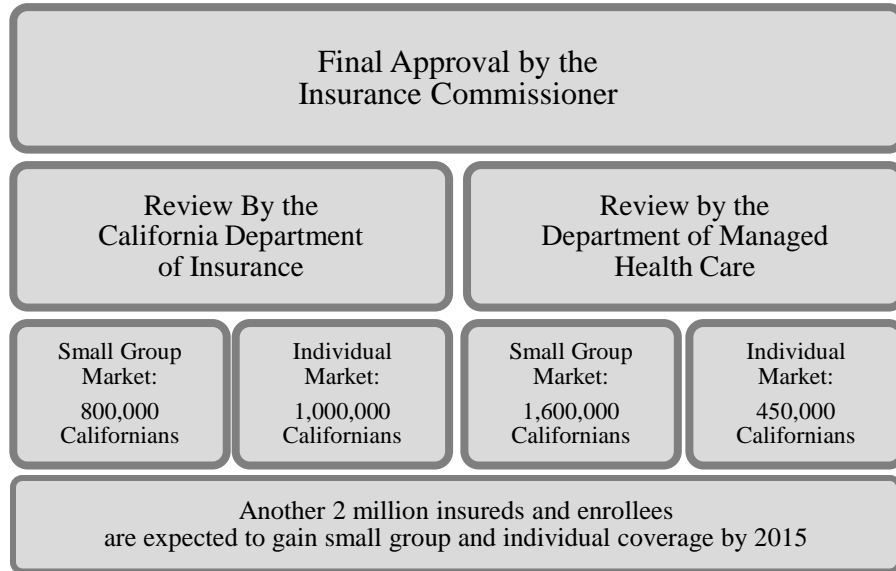 Final Approval by the
Insurance Commissioner
Review By the
California Department
of Insurance
Review by the
Department of Managed
Health Care
Small Group
Market:
800,000
Californians
Individual
Market:
1,000,000
Californians
Small Group
Market:
1,600,000
Californians
Individual
Market:
450,000
Californians
Another 2 million insureds and enrollees
are expected to gain small group and individual coverage by 2015